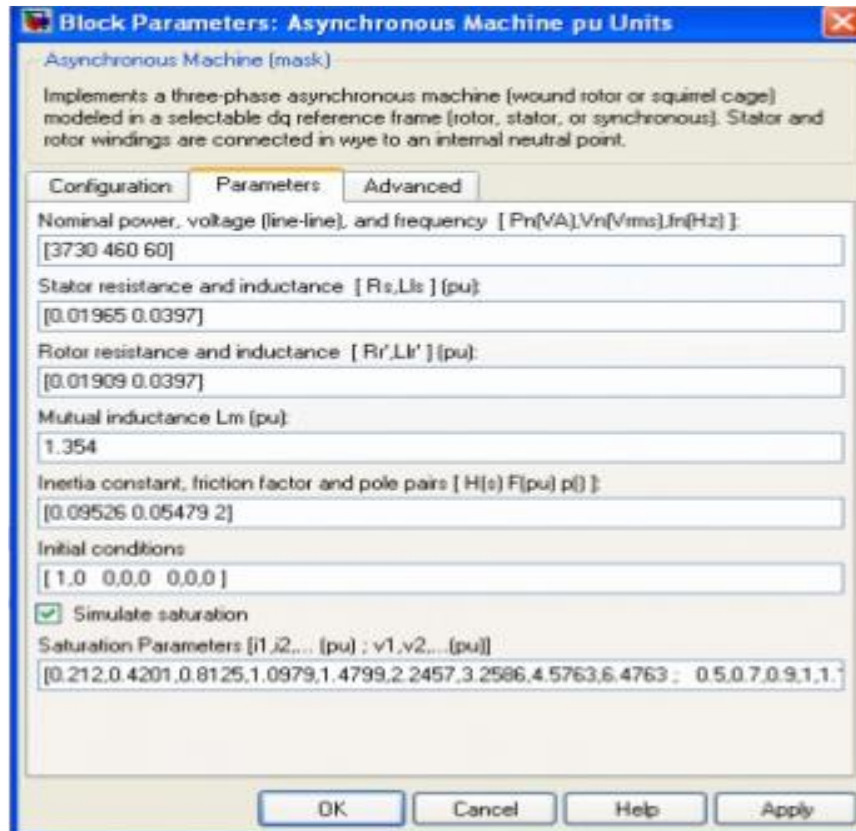 Block Parameters: Asynchronous Machine pu Units
Asynchronous Machine (mask)
Implements a three-phase asynchronous machine (wound rotor or squirrel cage)
modeled in a selectable dq reference frame (rotor, stator, or synchronous). Stator and
rotor windings are connected in wye to an internal neutral point.
Configuration Parameters Advanced
Nominal power, voltage (line-line), and frequency [ Pn(VA),Vn(Vrms),fn(Hz) ]:
[3730 460 60]
Stator resistance and inductance [ Rs,Lls ] (pu):
[0.01965 0.0397]
Rotor resistance and inductance [ Rr',Llr' ] (pu):
[0.01909 0.0397]
Mutual inductance Lm (pu):
1.354
Inertia constant, friction factor and pole pairs [ H(s) F(pu) p() ]:
[0.09526 0.05479 2]
Initial conditions
[ 1,0 0,0,0 0,0,0 ]
Simulate saturation
Saturation Parameters [i1,i2,... (pu) ; v1,v2,...(pu)]
[0.212,0.4201,0.8125,1.0979,1.4799,2.2457,3.2586,4.5763,6.4763 ; 0.5,0.7,0.9,1,1.
OK Cancel Help Apply